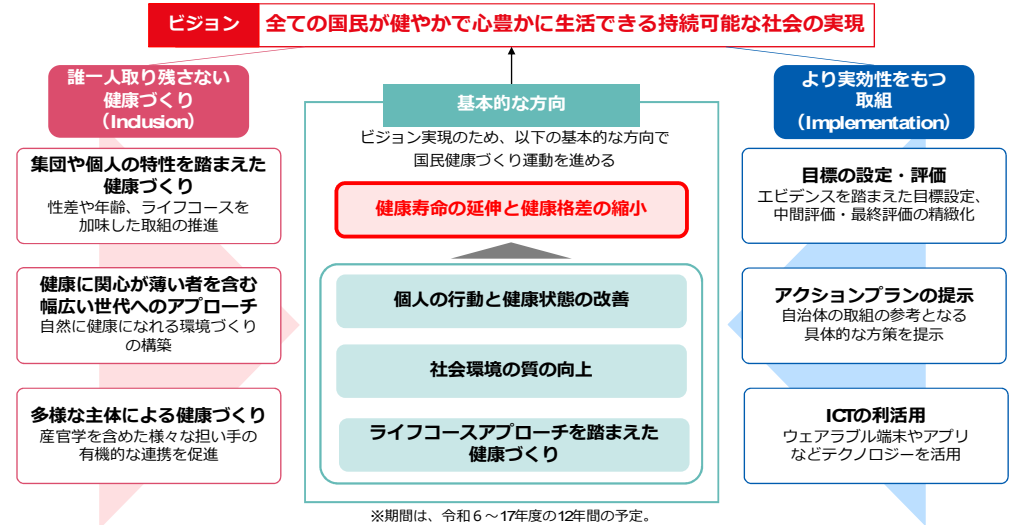 ビジョン 全ての国民が健やかで心豊かに生活できる持続可能な社会の実現
誰一人取り残さない
健康づくり
（Inclusion）
集団や個人の特性を踏まえた
健康づくり
性差や年齢、ライフコースを
加味した取組の推進
健康に関心が薄い者を含む
幅広い世代へのアプローチ
自然に健康になれる環境づくり
の構築
多様な主体による健康づくり
産官学を含めた様々な担い手の
有機的な連携を促進
基本的な方向
ビジョン実現のため、以下の基本的な方向で
国民健康づくり運動を進める
健康寿命の延伸と健康格差の縮小
個人の行動と健康状態の改善
社会環境の質の向上
ライフコースアプローチを踏まえた
健康づくり
より実効性をもつ
取組
（Implementation）
目標の設定・評価
エビデンスを踏まえた目標設定、
中間評価・最終評価の精緻化
アクションプランの提示
自治体の取組の参考となる
具体的な方策を提示
ICTの利活用
ウェアラブル端末やアプリ
などテクノロジーを活用
※期間は、令和６～17年度の12年間の予定。